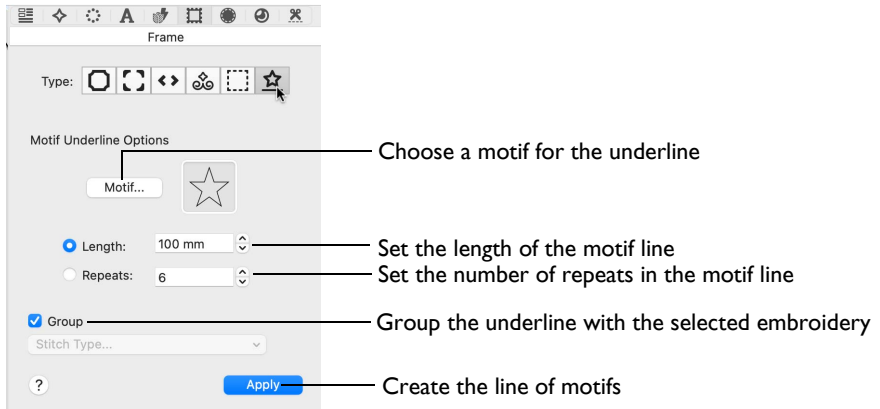 Frame
Type:
Motif Underline Options
Choose a motif for the underline
Motif...
Length: 100 mm
Set the length of the motif line
Repeats: 6
Set the number of repeats in the motif line
Group
Group the underline with the selected embroidery
Stitch Type...
? Apply
Create the line of motifs